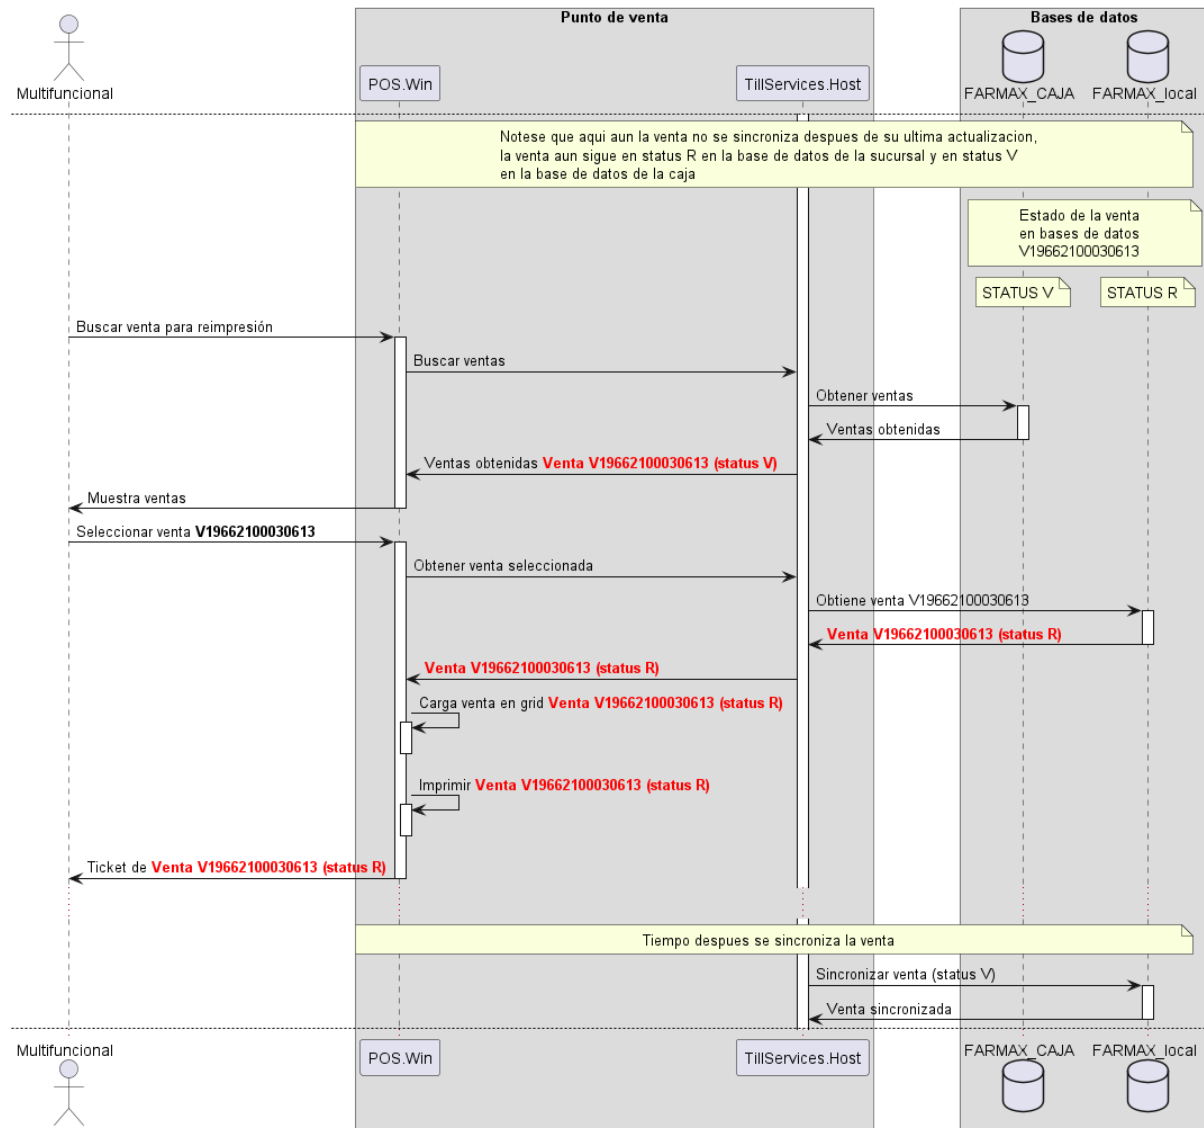 Punto de venta
Bases de datos
Multifuncional
POS.Win
TillServices.Host
FARMAX_CAJA
FARMAX_local
Notese que aqui aun la venta no se sincroniza despues de su ultima actualizacion,
la venta aun sigue en status R en la base de datos de la sucursal y en status V
en la base de datos de la caja
Estado de la venta
en bases de datos
V19662100030613
STATUS V
STATUS R
Buscar venta para reimpresión
Buscar ventas
Obtener ventas
Ventas obtenidas
Ventas obtenidas Venta V19662100030613 (status V)
Muestra ventas
Seleccionar venta V19662100030613
Obtener venta seleccionada
Obtiene venta V19662100030613
Venta V19662100030613 (status R)
Venta V19662100030613 (status R)
Carga venta en grid Venta V19662100030613 (status R)
Imprimir Venta V19662100030613 (status R)
Ticket de Venta V19662100030613 (status R)
Tiempo despues se sincroniza la venta
Sincronizar venta (status V)
Venta sincronizada
Multifuncional
POS.Win
TillServices.Host
FARMAX_CAJA
FARMAX_local